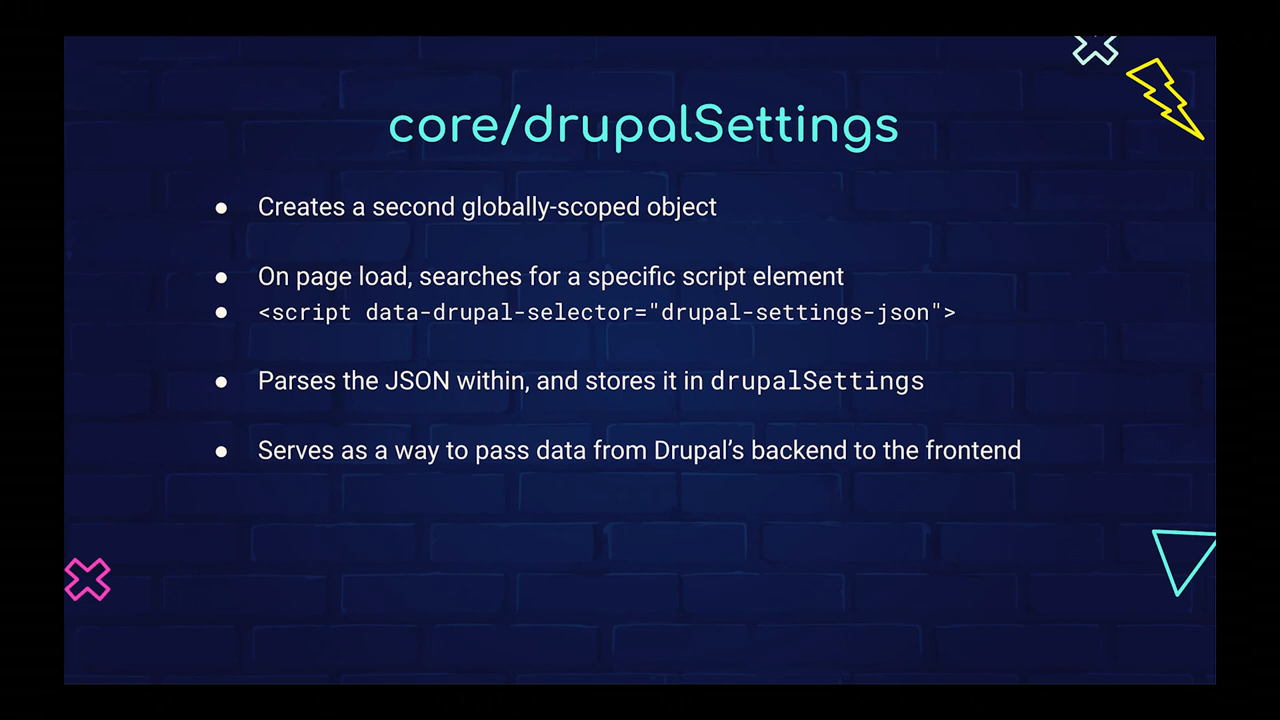 core/drupalSettings
● Creates a second globally-scoped object
● On page load, searches for a specific script element
● <script data-drupal-selector="drupal-settings-json">
● Parses the JSON within, and stores it in drupalSettings
● Serves as a way to pass data from Drupal’s backend to the frontend